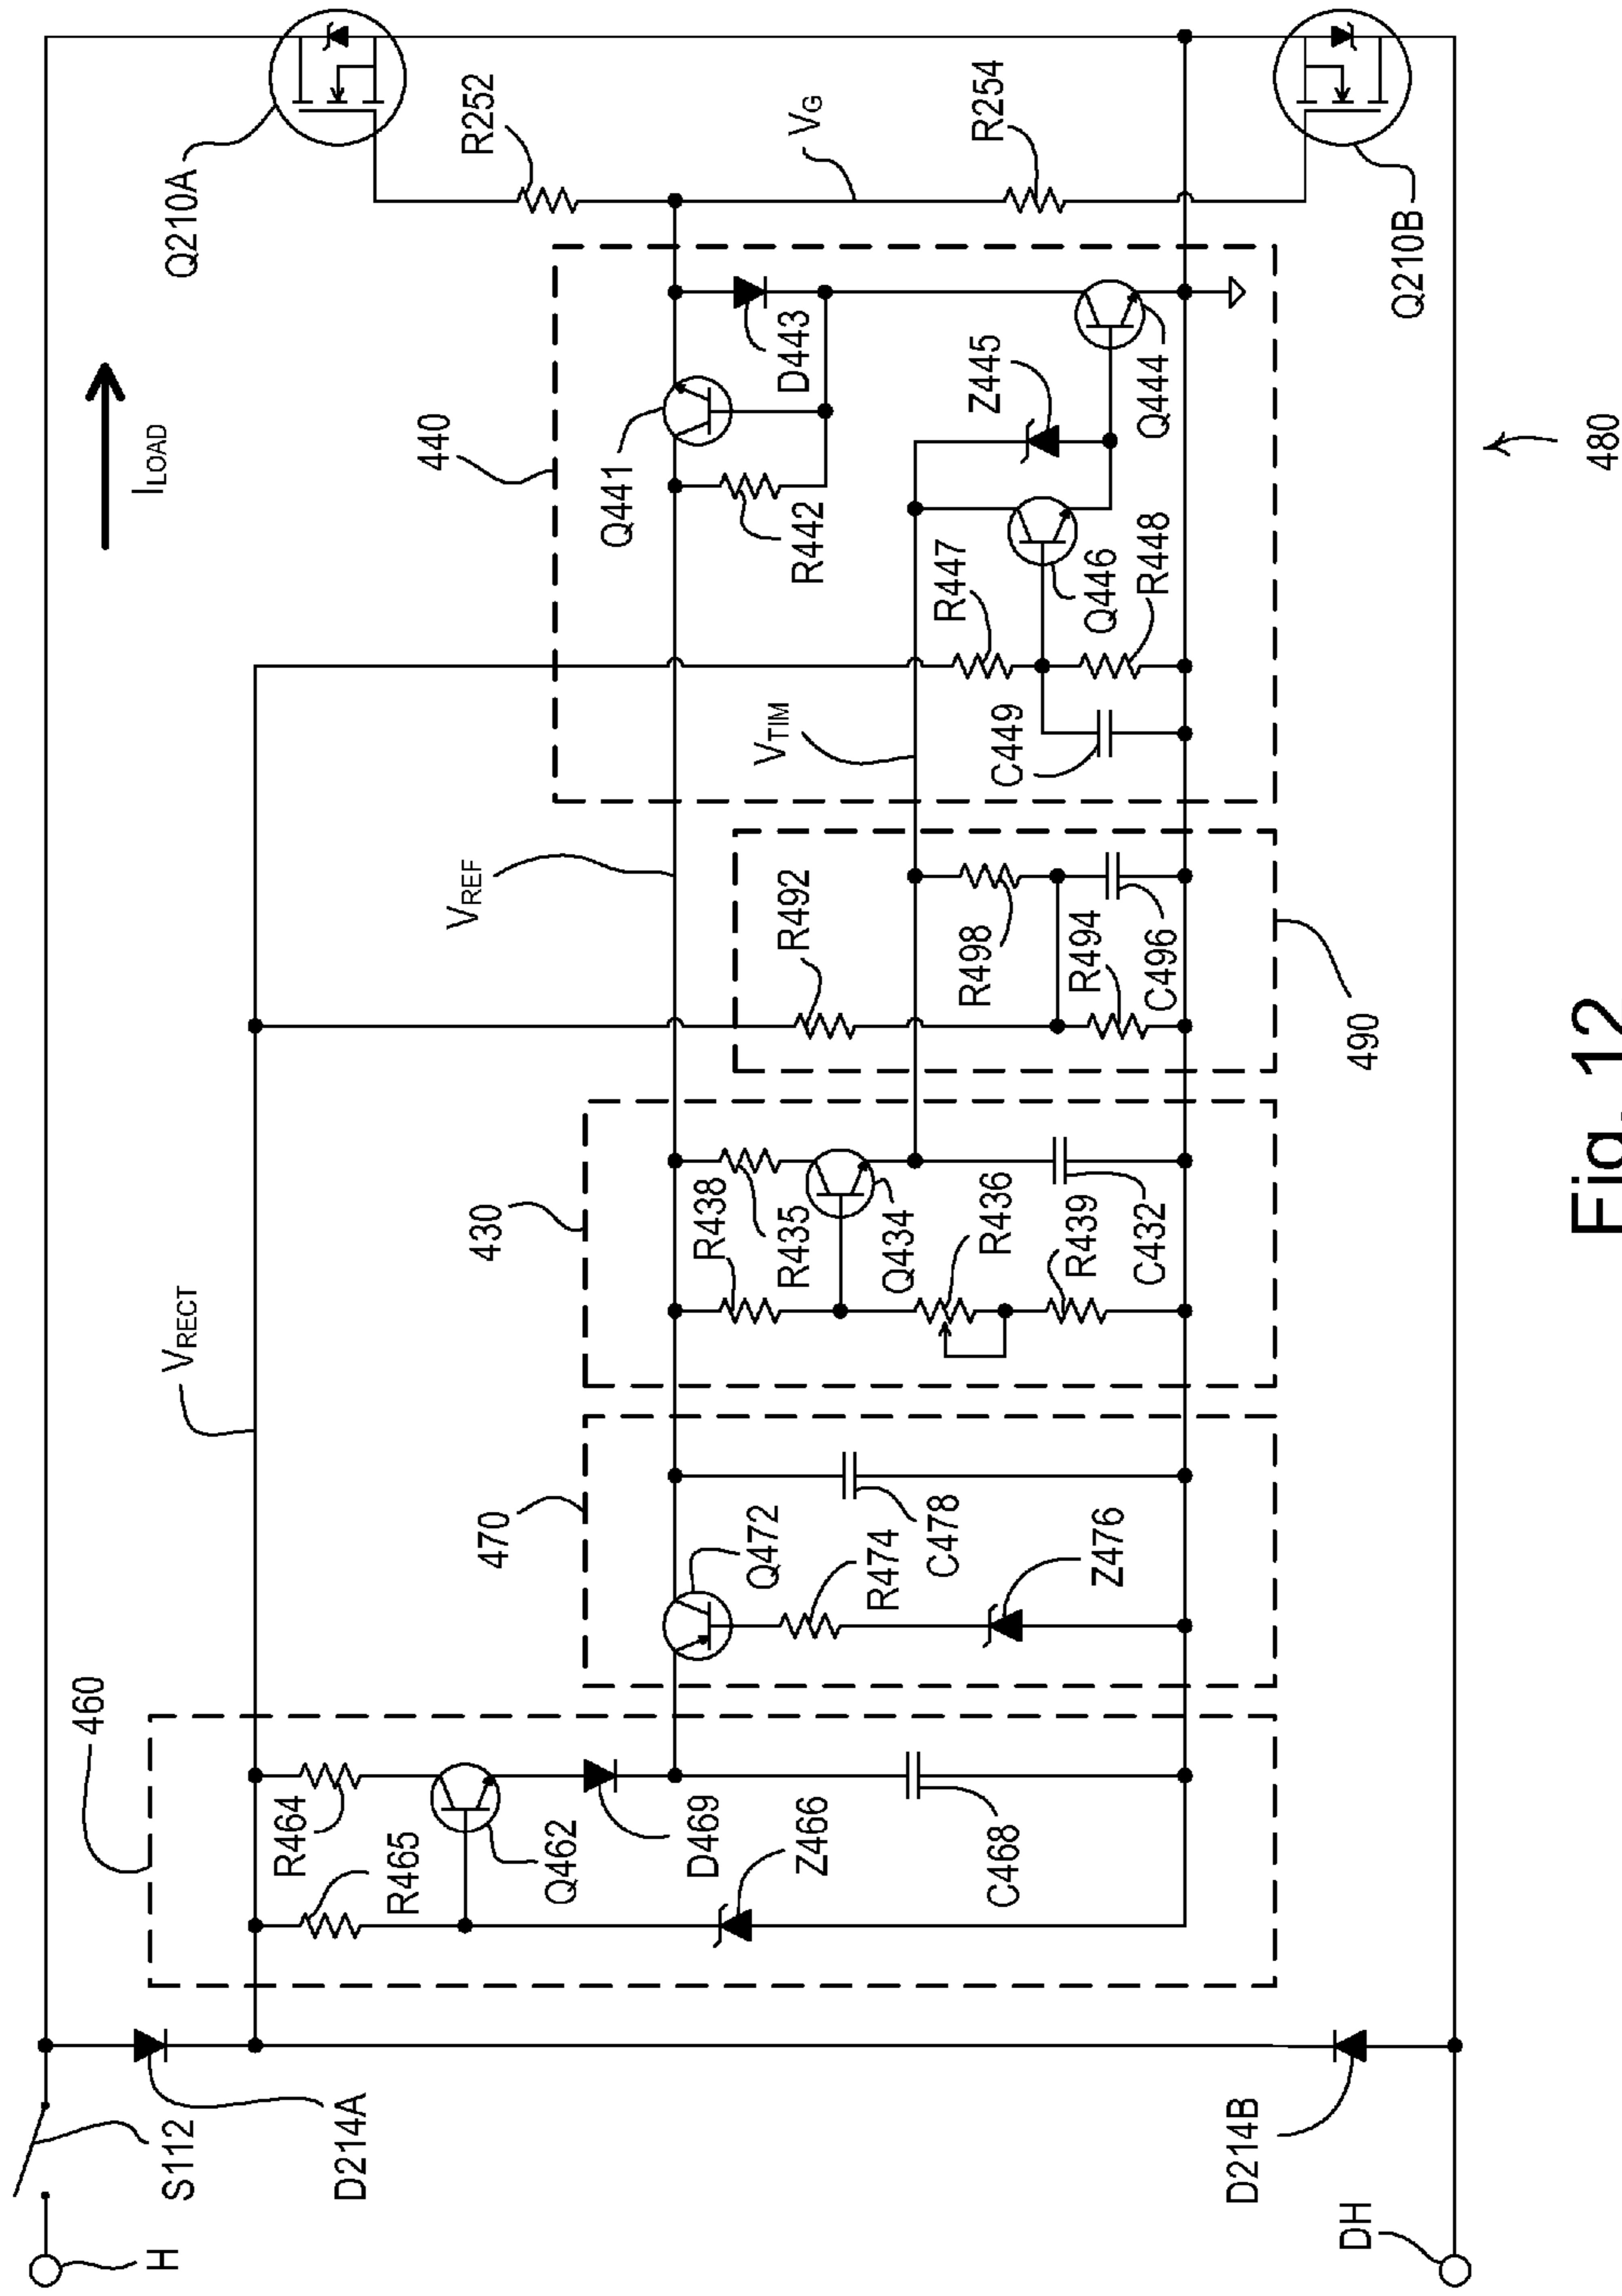 H
S112
D214A
D214B
DH
460
R464
R465
Q462
D469
Z466
C468
VRECT
470
Q472
R474
C478
Z476
430
R438
R435
Q434
R436
R439
C432
VREF
R492
R498
R494
C496
490
VTIM
440
Q441
R442
D443
R447
Z445
C449
Q446
R448
Q444
ILOAD
Q210A
R252
VG
R254
Q210B
480
Fig. 12